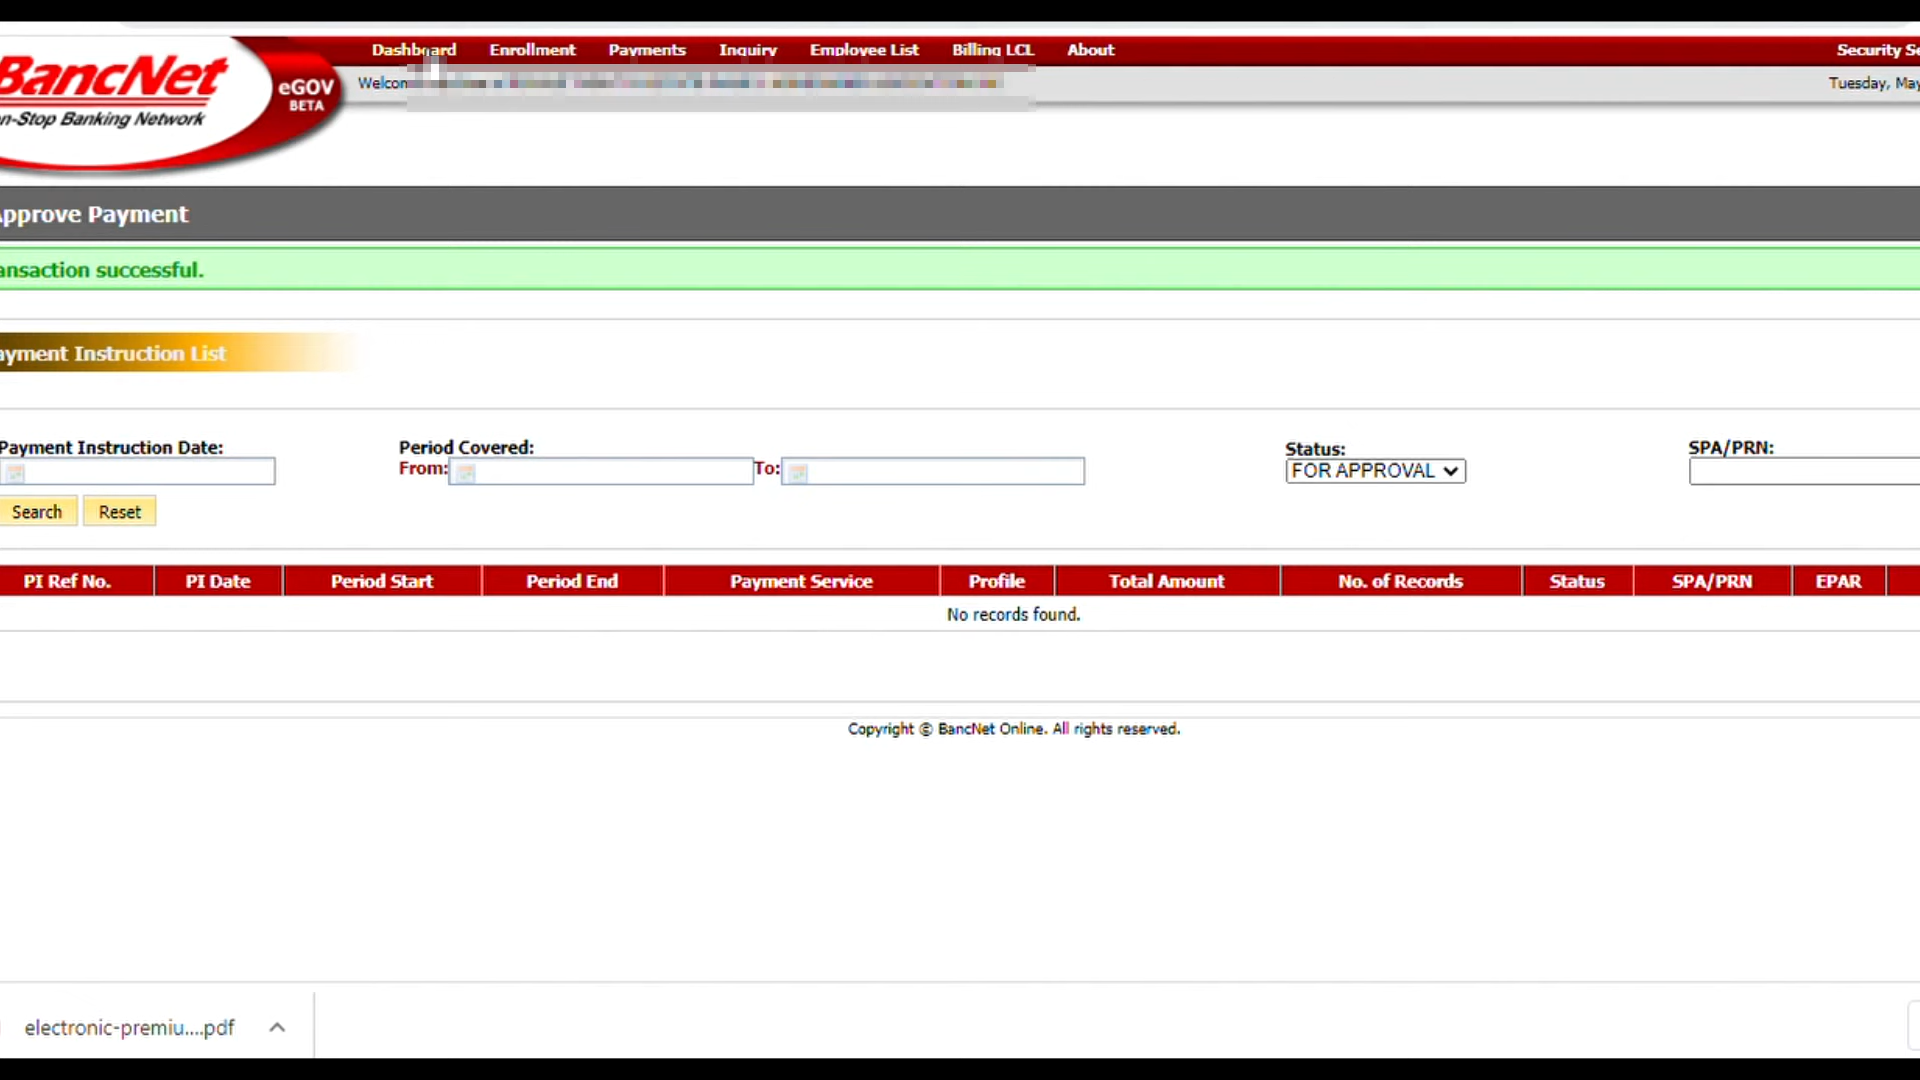 Dashboard Enrollment Payments Inquiry Employee List Billing LCL About Security Se
BancNet
eGOV
BETA
n-Stop Banking Network
Welcom
Tuesday, May
Approve Payment
ansaction successful.
ayment Instruction List
Payment Instruction Date: Period Covered: Status: SPA/PRN:
From: To: FOR APPROVAL
Search Reset
PI Ref No. PI Date Period Start Period End Payment Service Profile Total Amount No. of Records Status SPA/PRN EPAR
No records found.
Copyright © BancNet Online. All rights reserved.
electronic-premiu....pdf